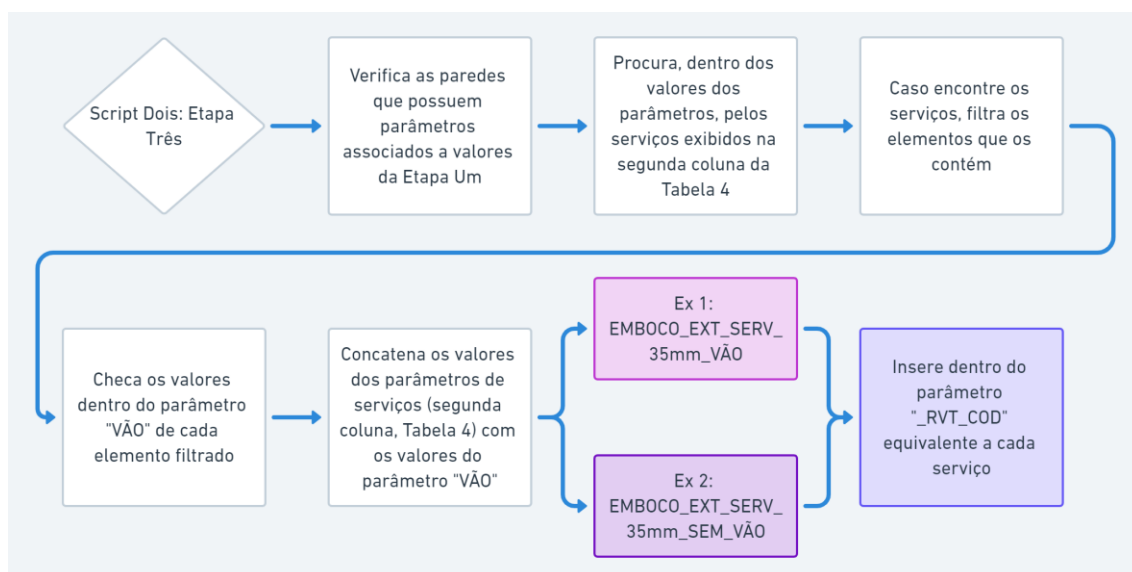 Script Dois: Etapa
Três
Verifica as paredes
que possuem
parâmetros
associados a valores
da Etapa Um
Procura, dentro dos
valores dos
parâmetros, pelos
serviços exibidos na
segunda coluna da
Tabela 4
Caso encontre os
serviços, filtra os
elementos que os
contém
Checa os valores
dentro do parâmetro
"VÃO" de cada
elemento filtrado
Concatena os valores
dos parâmetros de
serviços (segunda
coluna, Tabela 4) com
os valores do
parâmetro "VÃO"
Ex 1:
EMBOCO_EXT_SERV_
35mm_VÃO
Ex 2:
EMBOCO_EXT_SERV_
35mm_SEM_VÃO
Insere dentro do
parâmetro
"_RVT_COD"
equivalente a cada
serviço